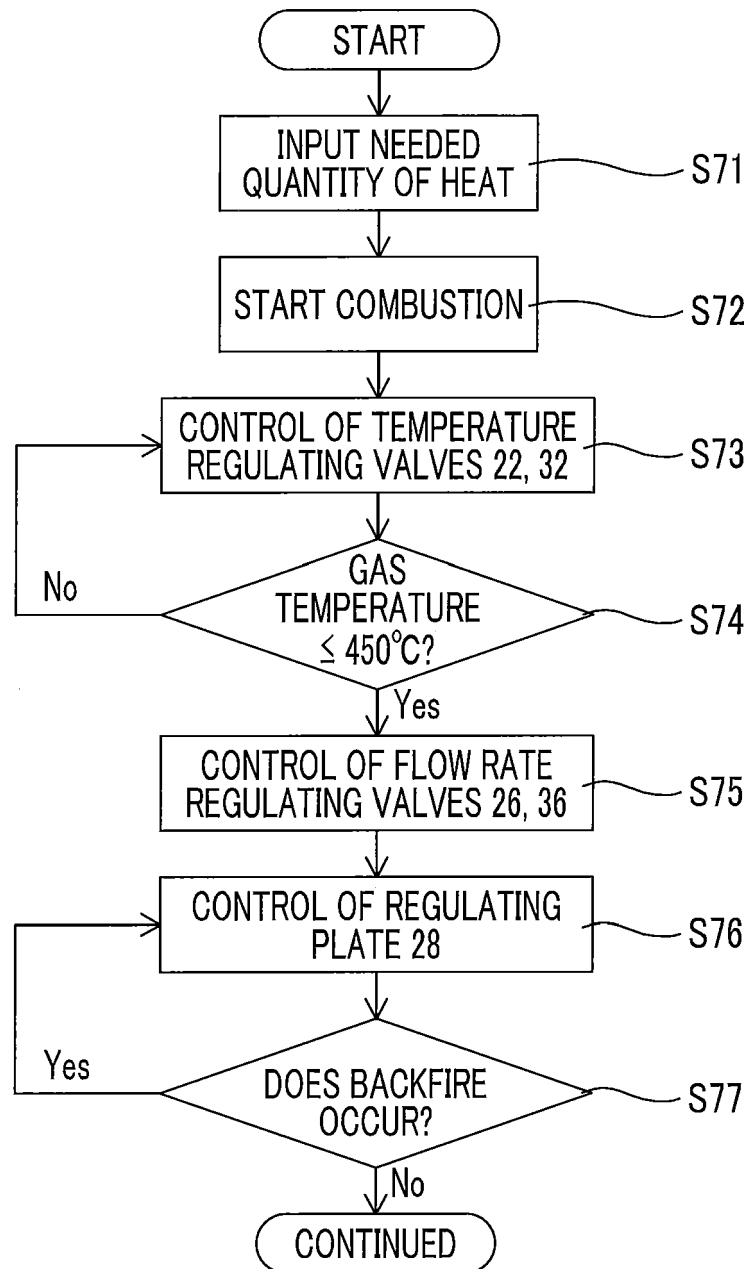 START
INPUT NEEDED
QUANTITY OF HEAT
S71
START COMBUSTION
S72
CONTROL OF TEMPERATURE
REGULATING VALVES 22, 32
S73
GAS
TEMPERATURE
≦ 450°C?
S74
No
Yes
CONTROL OF FLOW RATE
REGULATING VALVES 26, 36
S75
CONTROL OF REGULATING
PLATE 28
S76
DOES BACKFIRE
OCCUR?
S77
Yes
No
CONTINUED